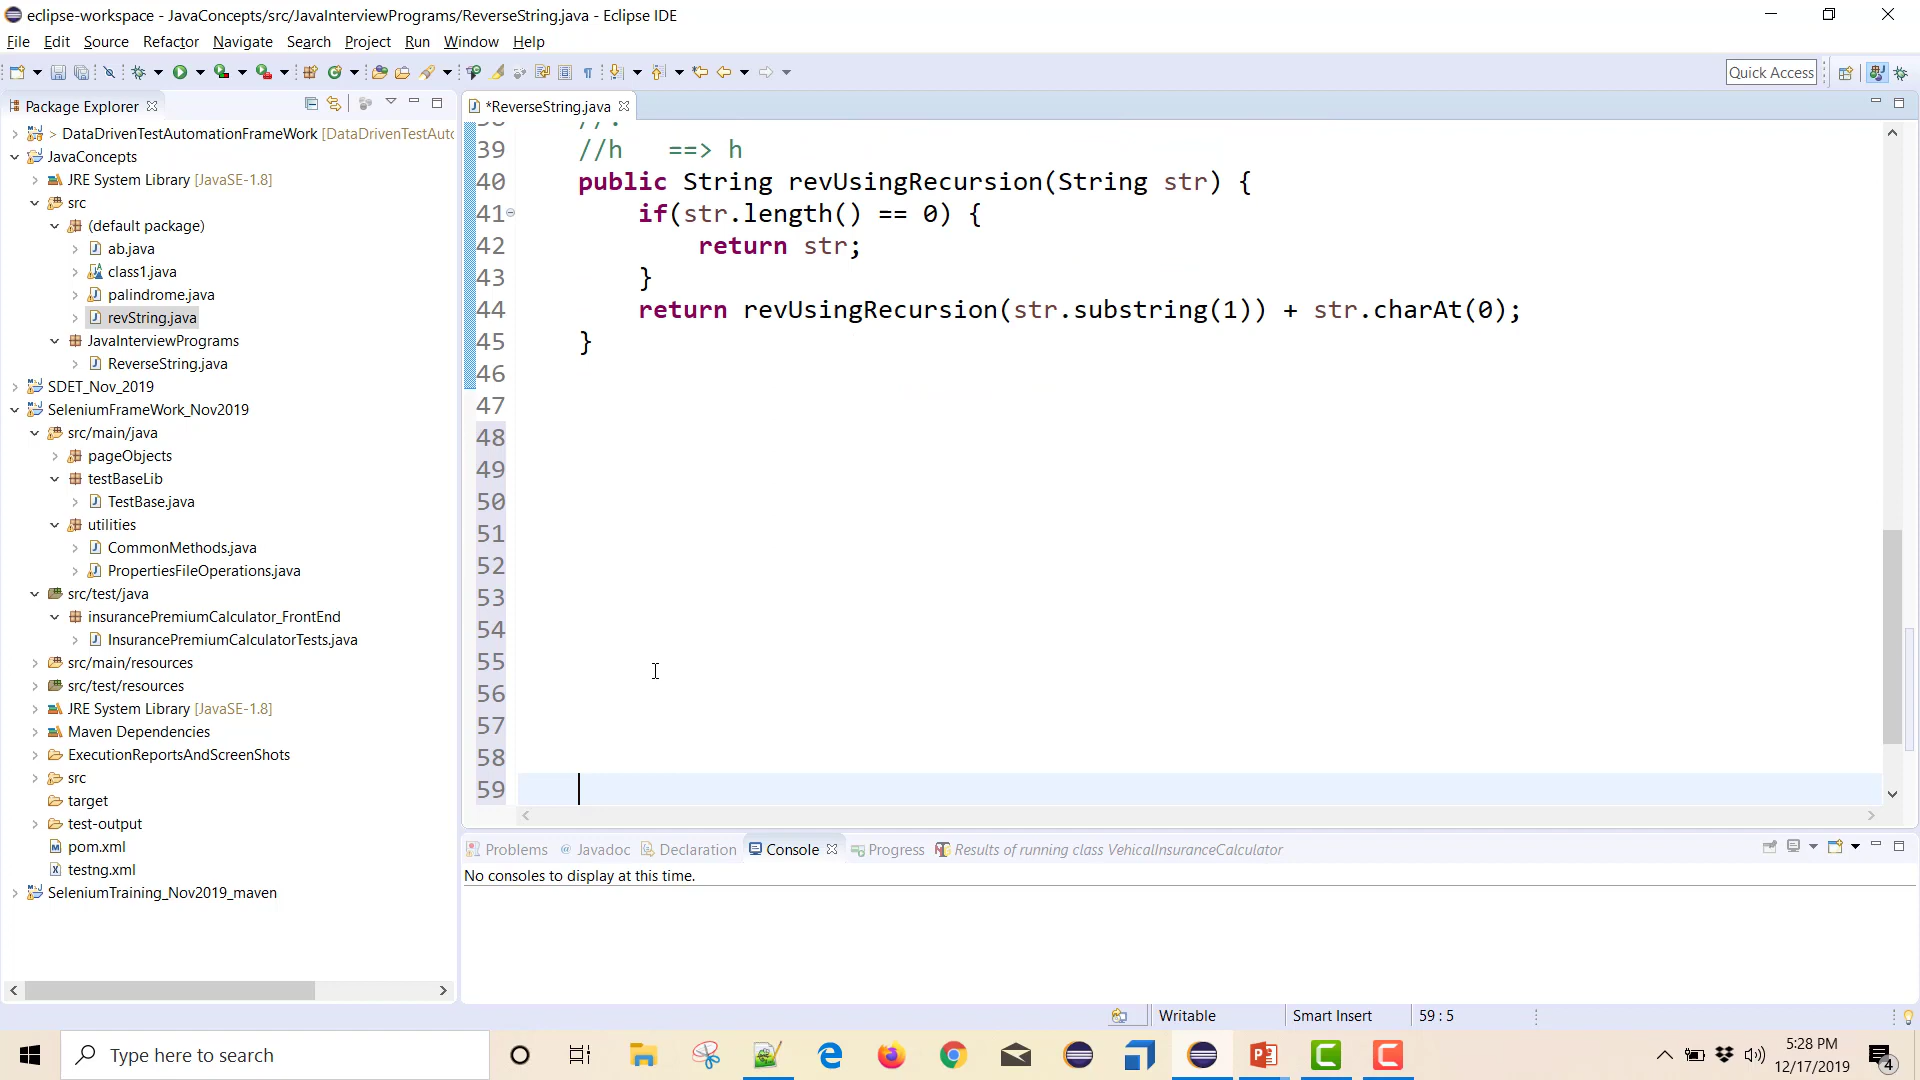 eclipse-workspace - JavaConcepts/src/JavaInterviewPrograms/ReverseString.java - Eclipse IDE
File Edit Source Refactor Navigate Search Project Run Window Help
Quick Access
Package Explorer
> DataDrivenTestAutomationFrameWork [DataDrivenTestAuto
JavaConcepts
JRE System Library [JavaSE-1.8]
src
(default package)
ab.java
class1.java
palindrome.java
revString.java
JavaInterviewPrograms
ReverseString.java
SDET_Nov_2019
SeleniumFrameWork_Nov2019
src/main/java
pageObjects
testBaseLib
TestBase.java
utilities
CommonMethods.java
PropertiesFileOperations.java
src/test/java
insurancePremiumCalculator_FrontEnd
InsurancePremiumCalculatorTests.java
src/main/resources
src/test/resources
JRE System Library [JavaSE-1.8]
Maven Dependencies
ExecutionReportsAndScreenShots
src
target
test-output
pom.xml
testng.xml
SeleniumTraining_Nov2019_maven
*ReverseString.java
39 //h ==> h
40 public String revUsingRecursion(String str) {
41 if(str.length() == 0) {
42 return str;
43 }
44 return revUsingRecursion(str.substring(1)) + str.charAt(0);
45 }
46
47
48
49
50
51
52
53
54
55
56
57
58
59
Problems Javadoc Declaration Console Progress Results of running class VehicalInsuranceCalculator
No consoles to display at this time.
Writable Smart Insert 59 : 5
Type here to search
5:28 PM
12/17/2019
4